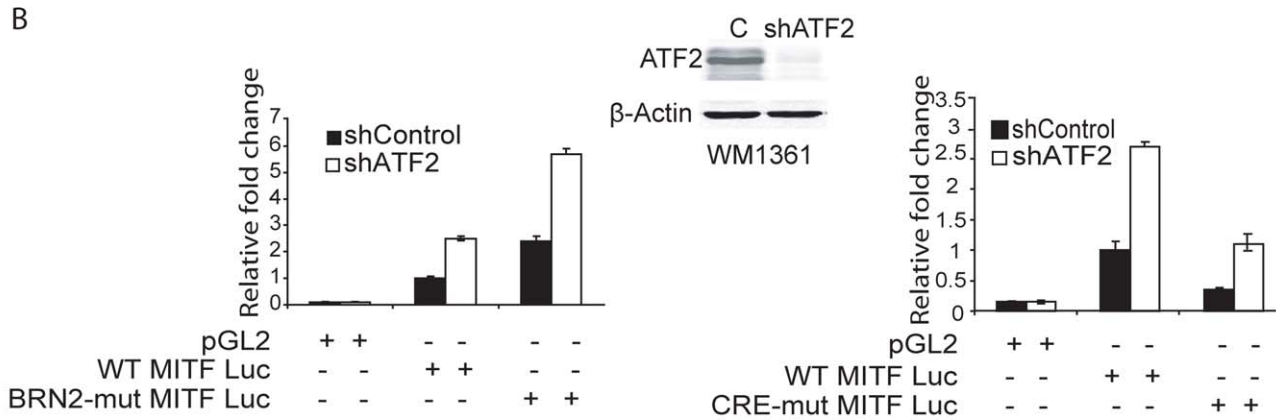 B
C shATF2
ATF2
β-Actin
WM1361
Relative fold change
7
6
5
4
3
2
1
0
shControl
shATF2
pGL2 + + - - - -
WT MITF Luc - - + + - -
BRN2-mut MITF Luc - - - - + +
Relative fold change
3.5
3
2.5
2
1.5
1
0.5
0
shControl
shATF2
pGL2 + + - - - -
WT MITF Luc - - + + - -
CRE-mut MITF Luc - - - - + +